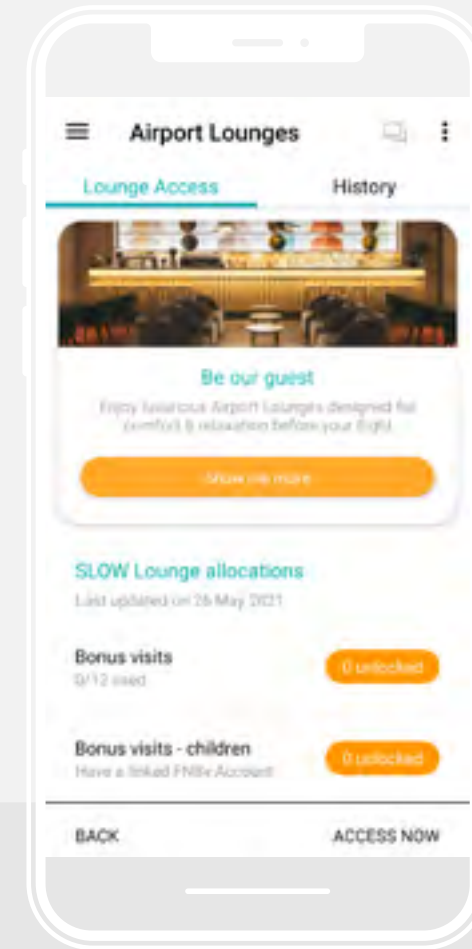 Airport Lounges
Lounge Access
History
Be our guest
Enjoy luxurious Airport Lounges designed for
comfort & relaxation before your flight.
Show me more
SLOW Lounge allocations
Last updated on 26 May 2021
Bonus visits
0/12 used
0 unlocked
Bonus visits - children
Have a linked FNBy Account
0 unlocked
BACK
ACCESS NOW